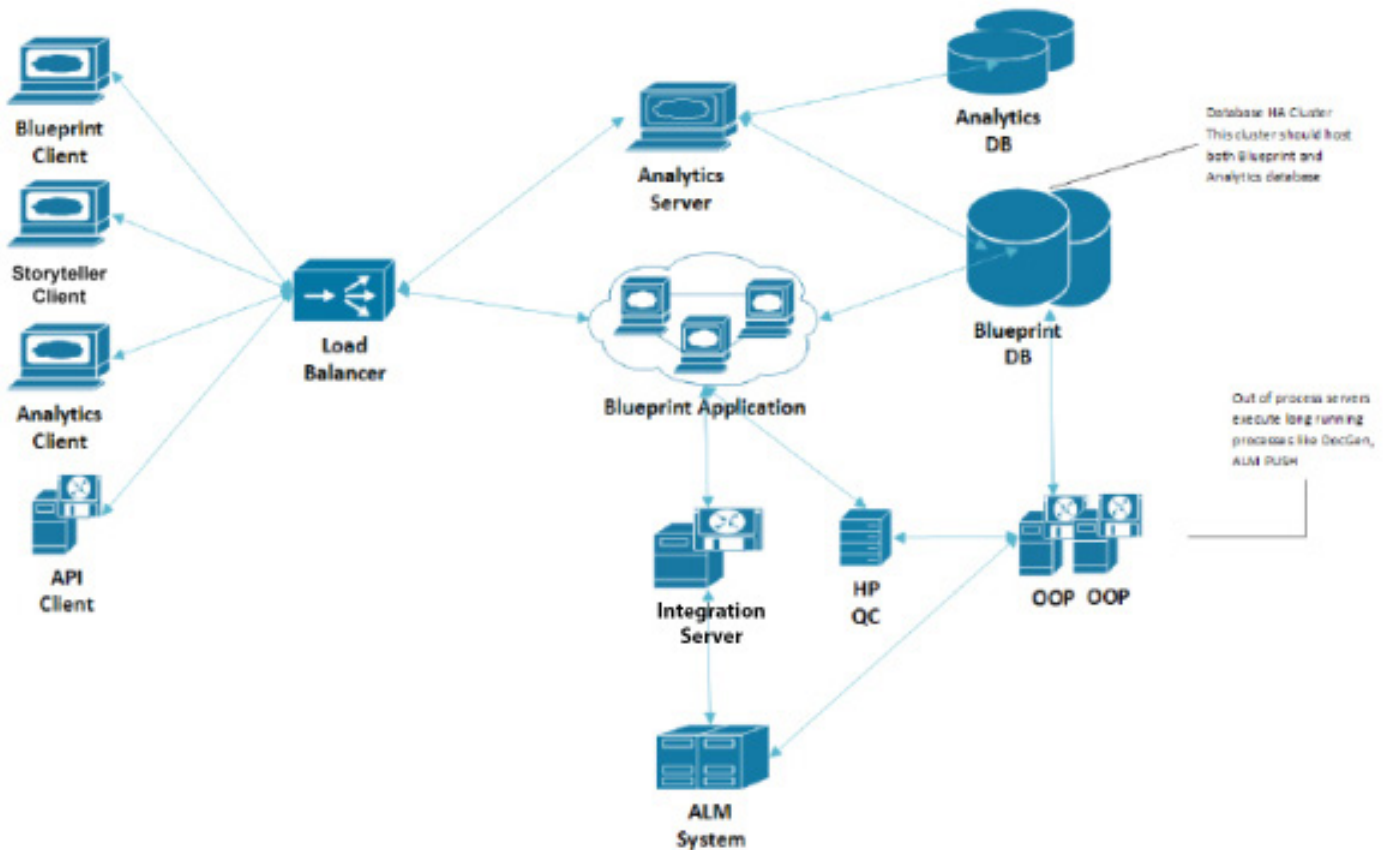 Blueprint
Client
Storyteller
Client
Analytics
Client
API
Client
Load
Balancer
Analytics
Server
Blueprint Application
Integration
Server
ALM
System
HP
QC
OOP OOP
Analytics
DB
Blueprint
DB
Database HA Cluster
This cluster should host
both Blueprint and
Analytics database
Out of process servers
execute long running
processes like DocGen,
ALM PUSH